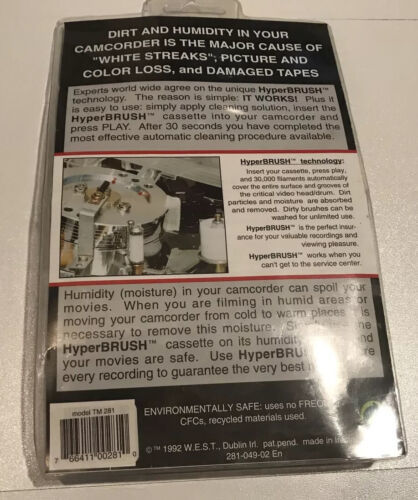 DIRT AND HUMIDITY IN YOUR
CAMCORDER IS THE MAJOR CAUSE OF
"WHITE STREAKS"; PICTURE AND
COLOR LOSS, and DAMAGED TAPES
Experts world wide agree on the unique HyperBRUSH™
technology. The reason is simple: IT WORKS! Plus it
is easy to use: simply apply cleaning solution, insert the
HyperBRUSH™ cassette into your camcorder and
press PLAY. After 30 seconds you have completed the
most effective automatic cleaning procedure available.
HyperBRUSH™ technology:
Insert your cassette, press play,
and 30,000 filaments automatically
cover the entire surface and grooves of
the critical video head/drum. Dirt
particles and moisture are absorbed
and removed. Dirty brushes can be
washed for unlimited use.
HyperBRUSH™ is the perfect insur-
ance for your valuable recordings and
viewing pleasure.
HyperBRUSH™ works when you
can't get to the service center.
Humidity (moisture) in your camcorder can spoil your
movies. When you are filming in humid areas or
moving your camcorder from cold to warm places it is
necessary to remove this moisture.
HyperBRUSH™ cassette on its humidity and
your movies are safe. Use HyperBRUSH
every recording to guarantee the very best
model TM 281
7 66411 00281 0
ENVIRONMENTALLY SAFE: uses no FREON
CFCs, recycled materials used.
©™ 1992 W.E.S.T., Dublin Irl. pat.pend. made in
281-049-02 En